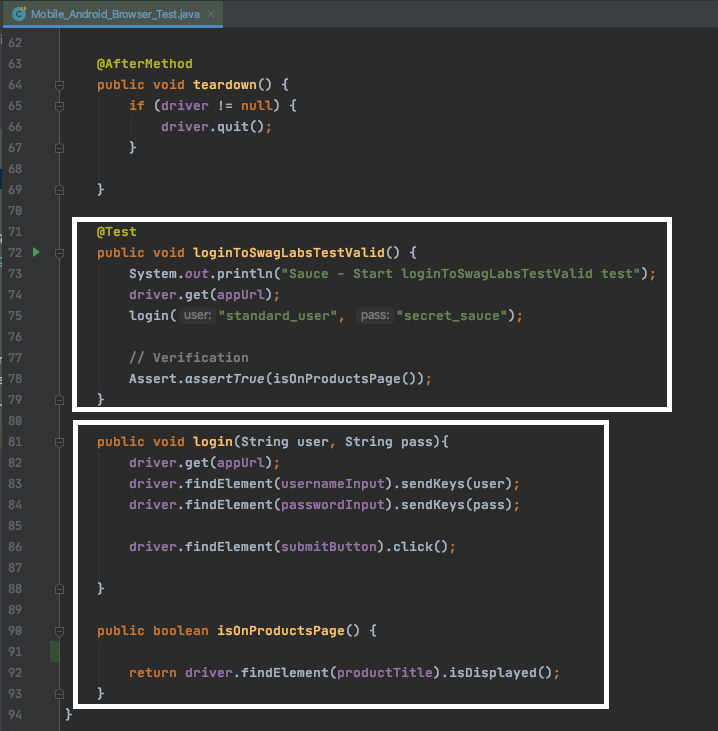 Mobile_Android_Browser_Test.java
62
63 @AfterMethod
64 public void teardown() {
65 if (driver != null) {
66 driver.quit();
67 }
68
69 }
70
71 @Test
72 public void loginToSwagLabsTestValid() {
73 System.out.println("Sauce – Start loginToSwagLabsTestValid test");
74 driver.get(appUrl);
75 login( user: "standard_user", pass: "secret_sauce");
76
77 // Verification
78 Assert.assertTrue(isOnProductsPage());
79 }
80
81 public void login(String user, String pass){
82 driver.get(appUrl);
83 driver.findElement(usernameInput).sendKeys(user);
84 driver.findElement(passwordInput).sendKeys(pass);
85
86 driver.findElement(submitButton).click();
87
88 }
89
90 public boolean isOnProductsPage() {
91
92 return driver.findElement(productTitle).isDisplayed();
93 }
94 }